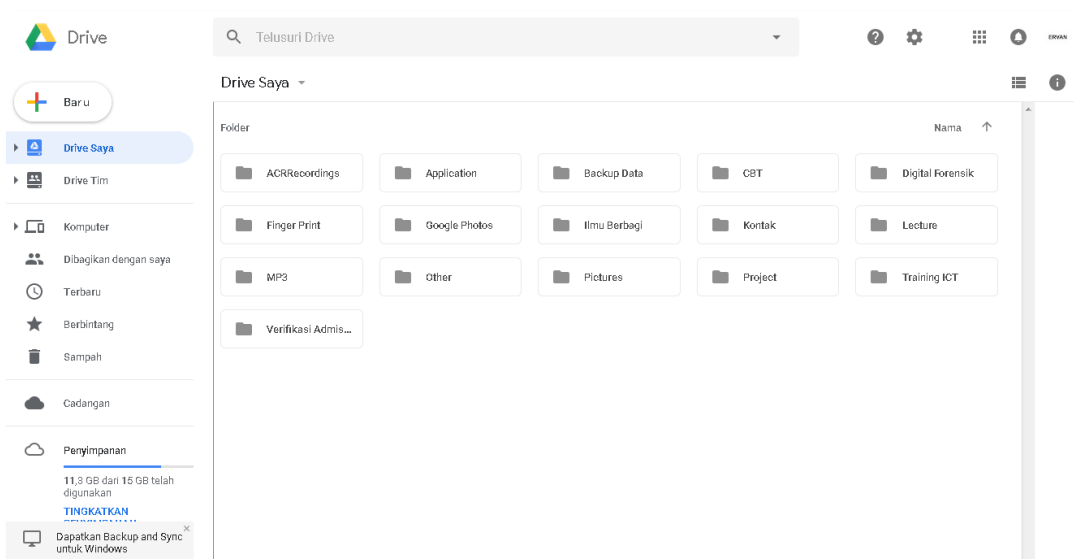 Drive
Telusuri Drive
ERVAN
Drive Saya
Baru
Folder
Nama
Drive Saya
Drive Tim
Komputer
Dibagikan dengan saya
Terbaru
Berbintang
Sampah
Cadangan
Penyimpanan
11,3 GB dari 15 GB telah
digunakan
TINGKATKAN
PENYIMPANAN
Dapatkan Backup and Sync
untuk Windows
ACRRecordings
Application
Backup Data
CBT
Digital Forensik
Finger Print
Google Photos
Ilmu Berbagi
Kontak
Lecture
MP3
Other
Pictures
Project
Training ICT
Verifikasi Admis...